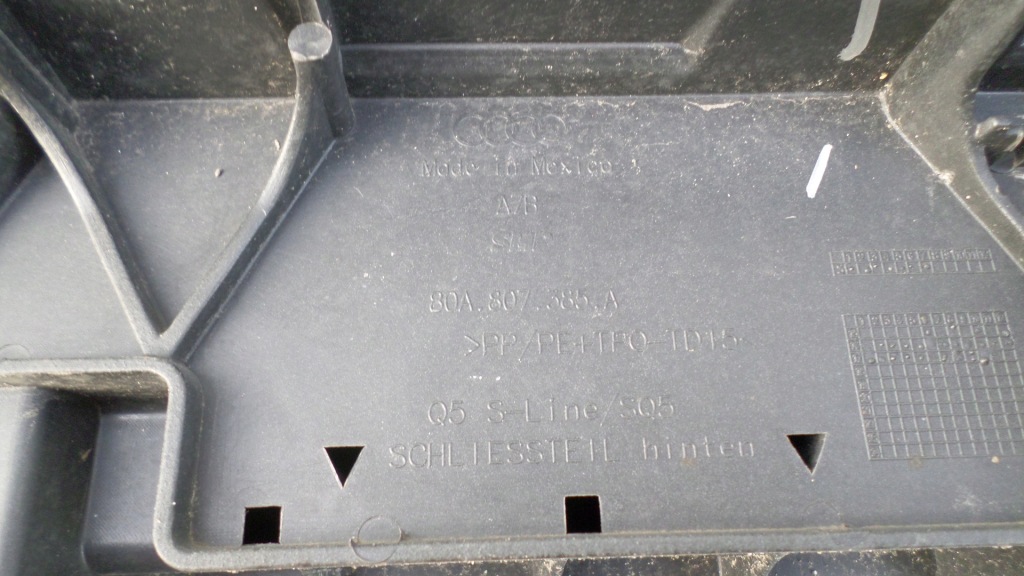 Made in Mexico
A/B
80A.807.385.A
>PP/PE+TPO-TD15
Q5 S-Line/SQ5
SCHLIESSTEIL hinten